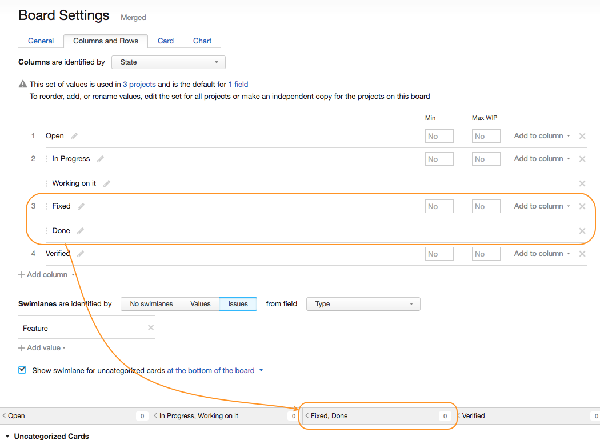 Board Settings Merged
General Columns and Rows Card Chart
Columns are identified by State
This set of values is used in 3 projects and is the default for 1 field
To reorder, add, or rename values, edit the set for all projects or make an independent copy for the projects on this board
Min Max WIP
1 Open No No Add to column
2 In Progress No No Add to column
Working on it
3 Fixed No No Add to column
Done
4 Verified No No Add to column
+ Add column
Swimlanes are identified by No swimlanes Values Issues from field Type
Feature
+ Add value
Show swimlane for uncategorized cards at the bottom of the board
Open 0 In Progress, Working on it 0 Fixed, Done 0 Verified 0
Uncategorized Cards